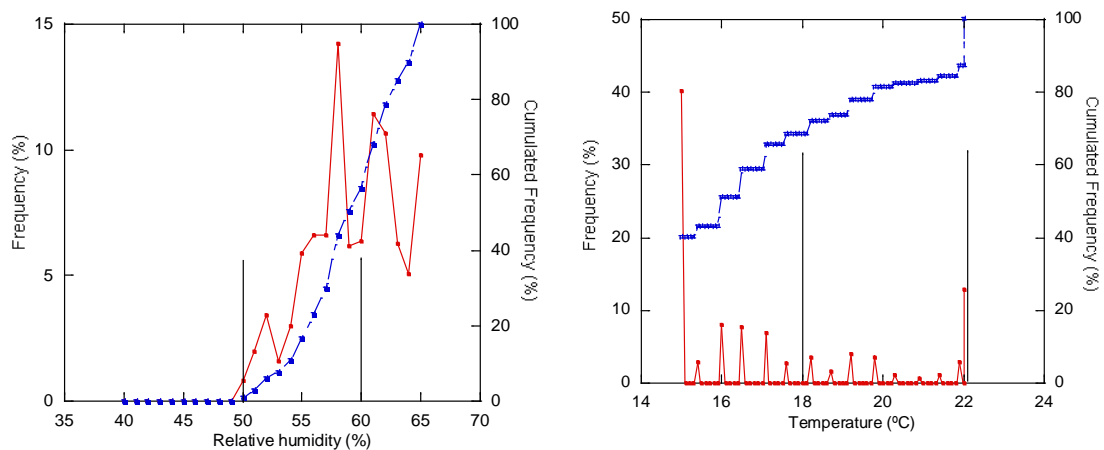 15
10
5
0
Frequency (%)
100
80
60
40
20
0
Cumulated Frequency (%)
35 40 45 50 55 60 65 70
Relative humidity (%)
50
40
30
20
10
0
Frequency (%)
100
80
60
40
20
0
Cumulated Frequency (%)
14 16 18 20 22 24
Temperature (ºC)